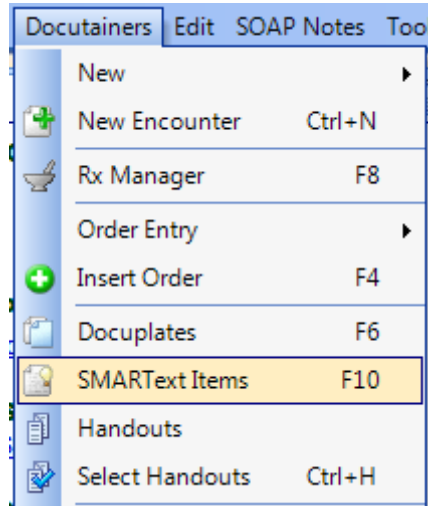 Docutainers Edit SOAP Notes Too
New
New Encounter Ctrl+N
Rx Manager F8
Order Entry
Insert Order F4
Docuplates F6
SMARText Items F10
Handouts
Select Handouts Ctrl+H